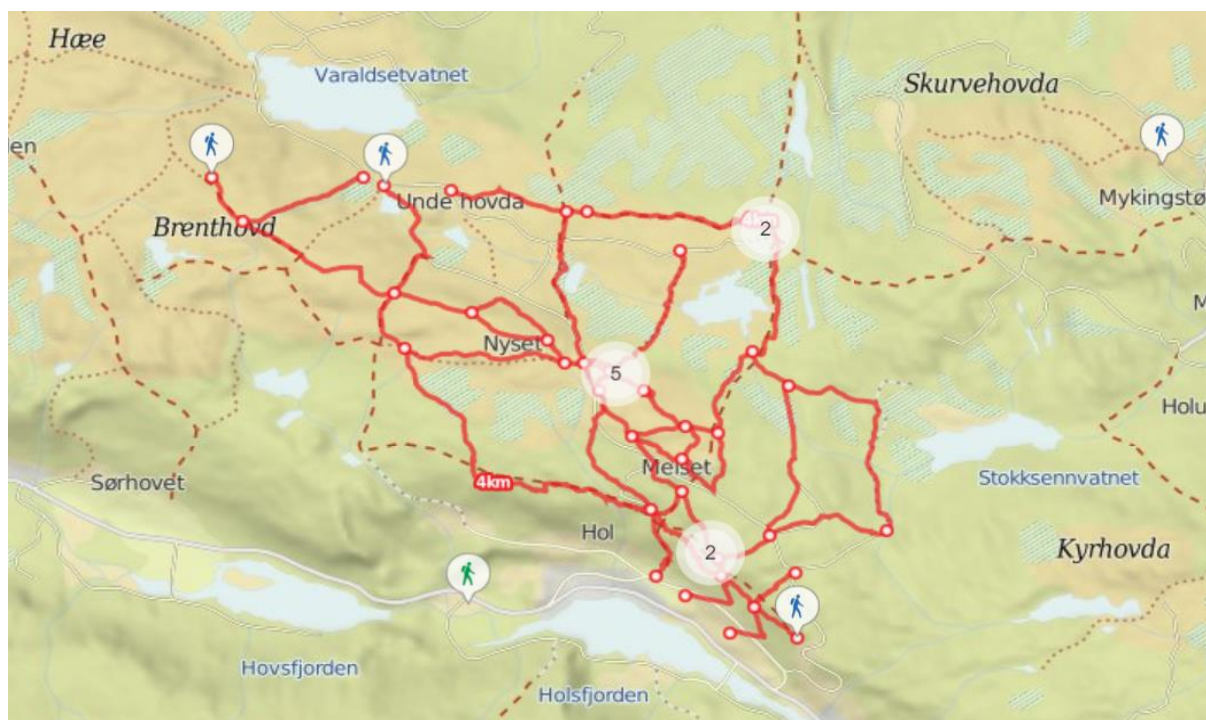 Hæe
Varaldsetvatnet
Skurvehovda
en
Mykingstø
Unde hovda
Brenthovd
2
M
Nyset
5
Holu
Meiset
Sørhovet
4km
Stokksennvatnet
Hol
2
Kyrhovda
Hovsfjorden
Holsfjorden